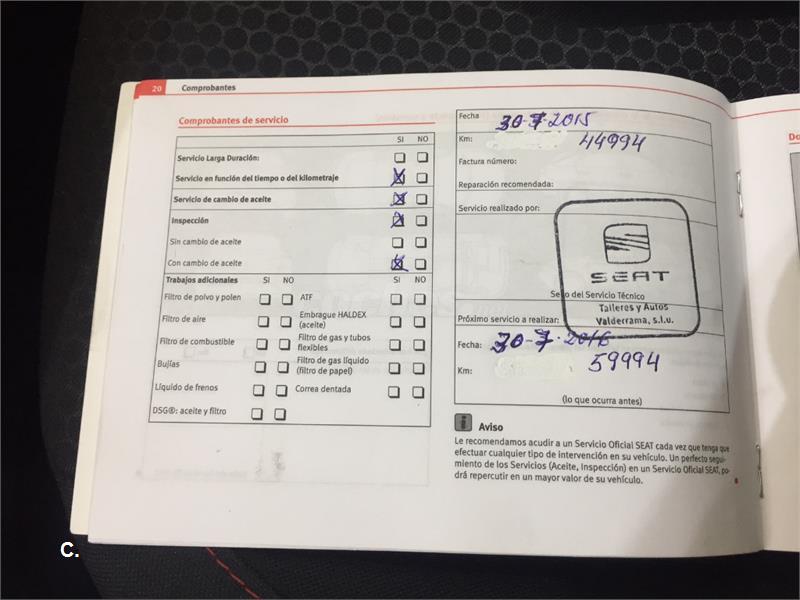 20 Comprobantes
Comprobantes de servicio
SI NO
Servicio Larga Duración:
Servicio en función del tiempo o del kilometraje
Servicio de cambio de aceite
Inspección
Sin cambio de aceite
Con cambio de aceite
Trabajos adicionales SI NO SI NO
Filtro de polvo y polen ATF
Filtro de aire Embrague HALDEX
(aceite)
Filtro de combustible Filtro de gas y tubos
flexibles
Bujías Filtro de gas líquido
(filtro de papel)
Líquido de frenos Correa dentada
DSG®: aceite y filtro
Fecha 30-7-2015
Km: 44994
Factura número:
Reparación recomendada:
Servicio realizado por:
SEAT
Sello del Servicio Técnico
Talleres y Autos
Valderrama, s.l.u.
Próximo servicio a realizar:
Fecha: 30-7-2016
Km: 59994
(lo que ocurra antes)
i Aviso
Le recomendamos acudir a un Servicio Oficial SEAT cada vez que tenga que
efectuar cualquier tipo de intervención en su vehículo. Un perfecto segui-
miento de los Servicios (Aceite, Inspección) en un Servicio Oficial SEAT, po-
drá repercutir en un mayor valor de su vehículo.
Do
C.